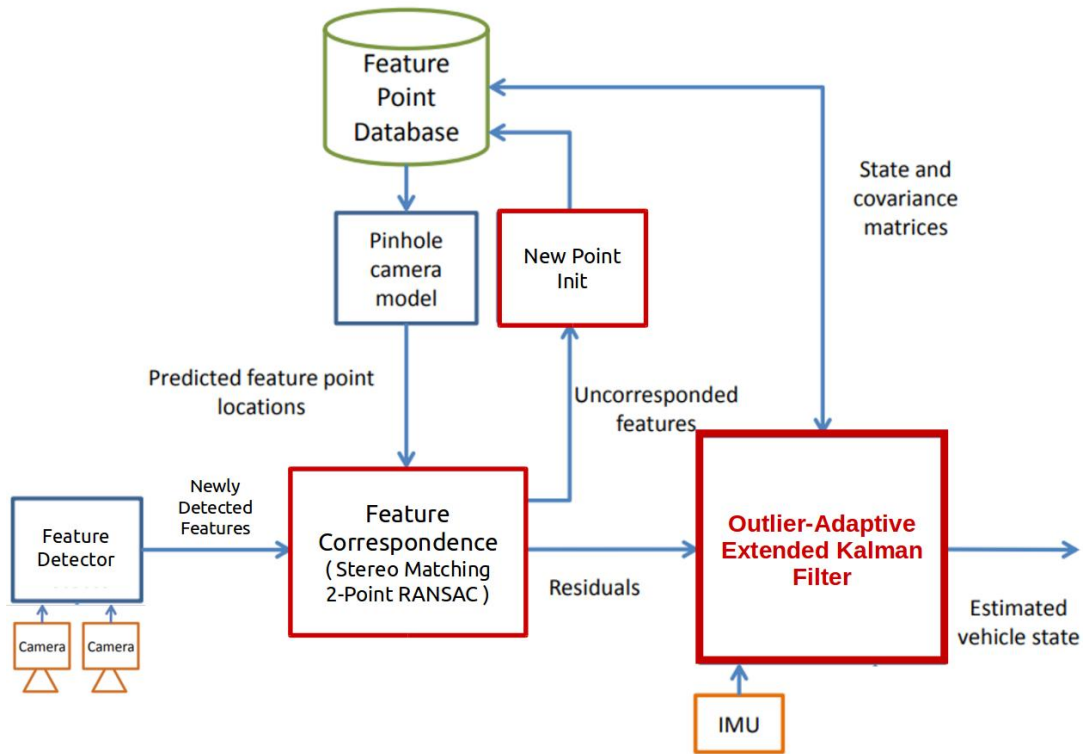 Feature
Point
Database
State and
covariance
matrices
Pinhole
camera
model
New Point
Init
Predicted feature point
locations
Uncorresponded
features
Newly
Detected
Features
Feature
Detector
Feature
Correspondence
( Stereo Matching
2-Point RANSAC )
Residuals
Outlier-Adaptive
Extended Kalman
Filter
Estimated
vehicle state
Camera
Camera
IMU